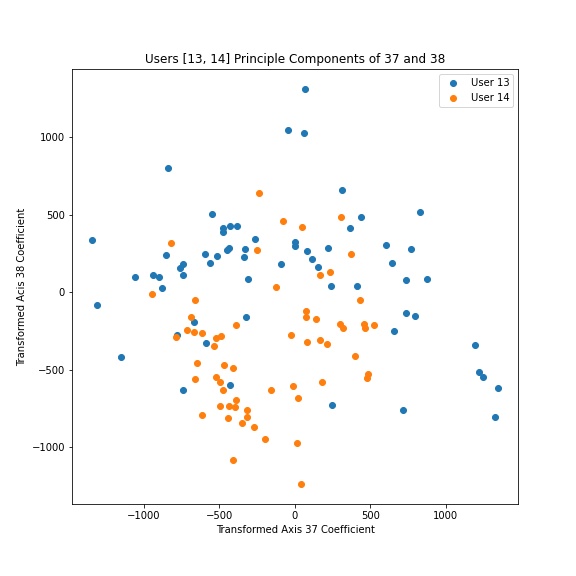 Users [13, 14] Principle Components of 37 and 38
User 13
User 14
1000
500
0
−500
−1000
Transformed Acis 38 Coefficient
−1000
−500
0
500
1000
Transformed Axis 37 Coefficient